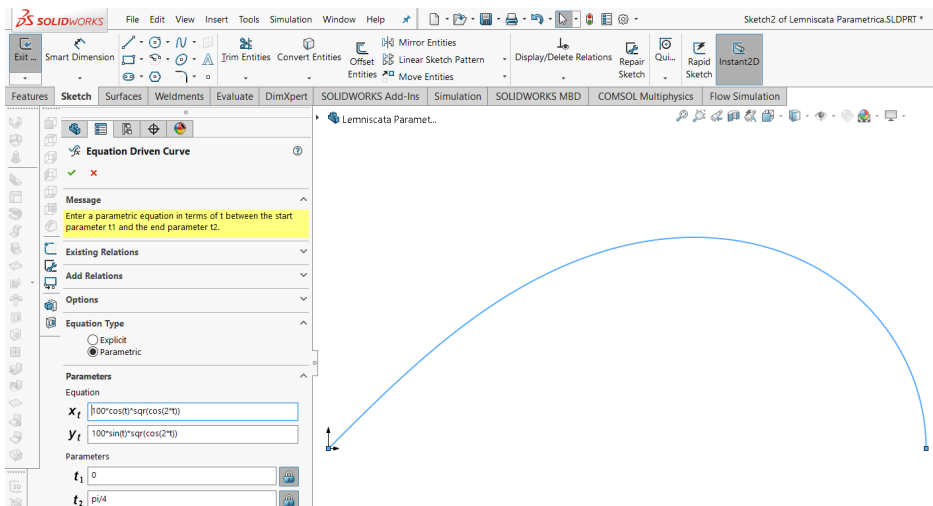 SOLIDWORKS File Edit View Insert Tools Simulation Window Help Sketch2 of Lemniscata Parametrica.SLDPRT *
Exit ... Smart Dimension Trim Entities Convert Entities Offset Entities Mirror Entities Linear Sketch Pattern Move Entities Display/Delete Relations Repair Sketch Qui... Rapid Sketch Instant2D
Features Sketch Surfaces Weldments Evaluate DimXpert SOLIDWORKS Add-Ins Simulation SOLIDWORKS MBD COMSOL Multiphysics Flow Simulation
Lemniscata Paramet...
Equation Driven Curve
Message
Enter a parametric equation in terms of t between the start
parameter t1 and the end parameter t2.
Existing Relations
Add Relations
Options
Equation Type
Explicit
Parametric
Parameters
Equation
xt 100*cos(t)*sqr(cos(2*t))
yt 100*sin(t)*sqr(cos(2*t))
Parameters
t1 0
t2 pi/4